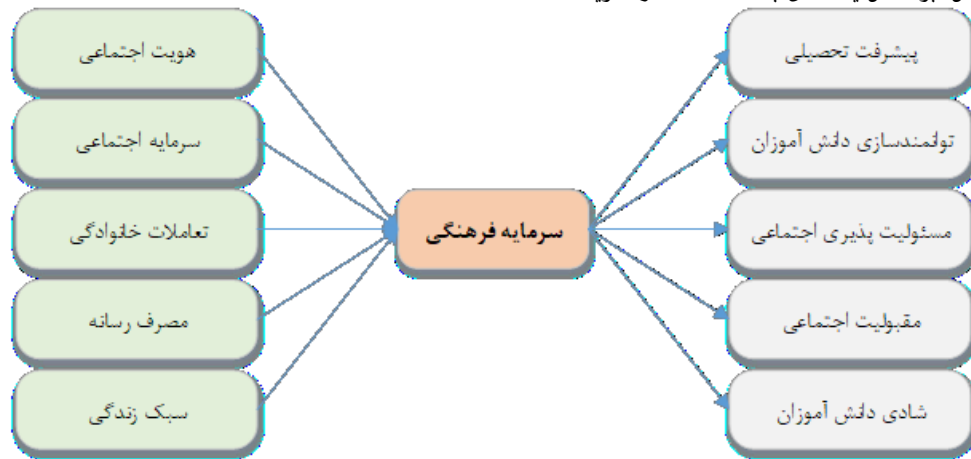 هویت اجتماعی
سرمایه اجتماعی
تعاملات خانوادگی
مصرف رسانه
سبک زندگی
سرمایه فرهنگی
پیشرفت تحصیلی
توانمندسازی دانش آموزان
مسئولیت پذیری اجتماعی
مقبولیت اجتماعی
شادی دانش آموزان